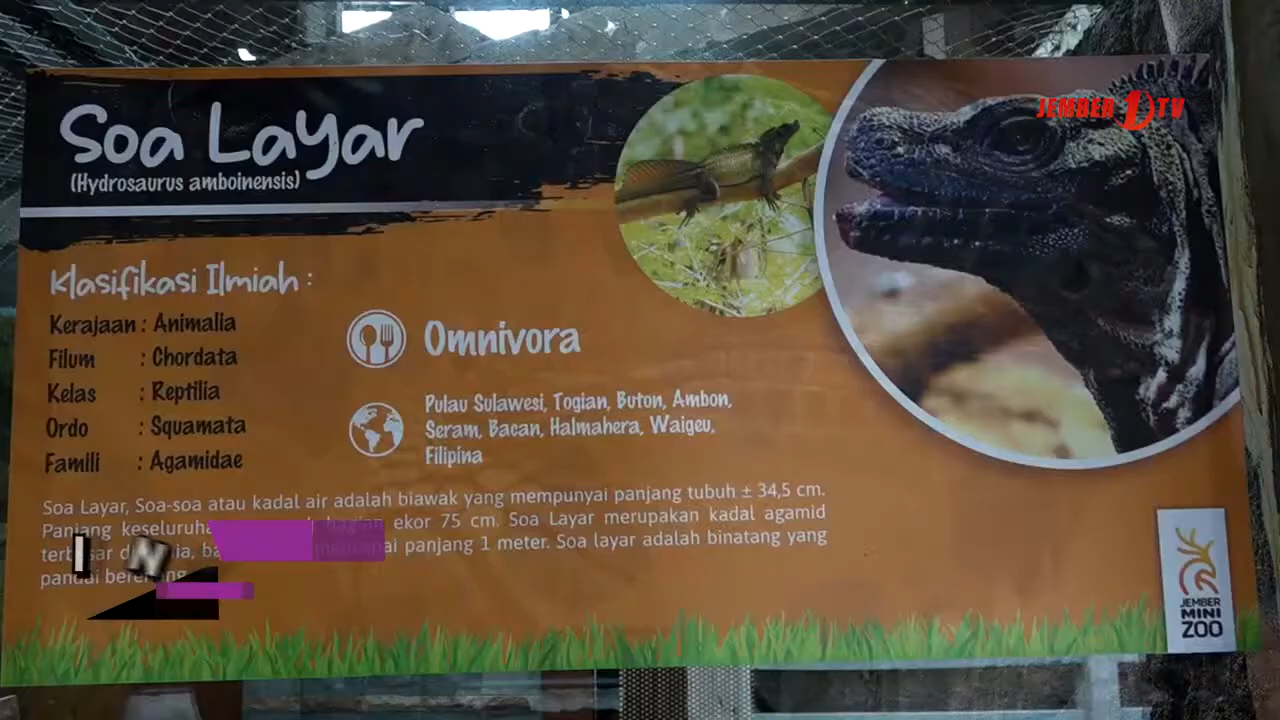 Soa Layar
(Hydrosaurus amboinensis)
JEMBER 1 TV
Klasifikasi Ilmiah :
Kerajaan : Animalia
Filum : Chordata
Kelas : Reptilia
Ordo : Squamata
Famili : Agamidae
Omnivora
Pulau Sulawesi, Togian, Buton, Ambon,
Seram, Bacan, Halmahera, Waigeu,
Filipina
Soa Layar, Soa-soa atau kadal air adalah biawak yang mempunyai panjang tubuh ± 34,5 cm.
Panjang ekor 75 cm. Soa Layar merupakan kadal agamid
panjang 1 meter. Soa layar adalah binatang yang
pandai
I W
JEMBER
MINI
ZOO